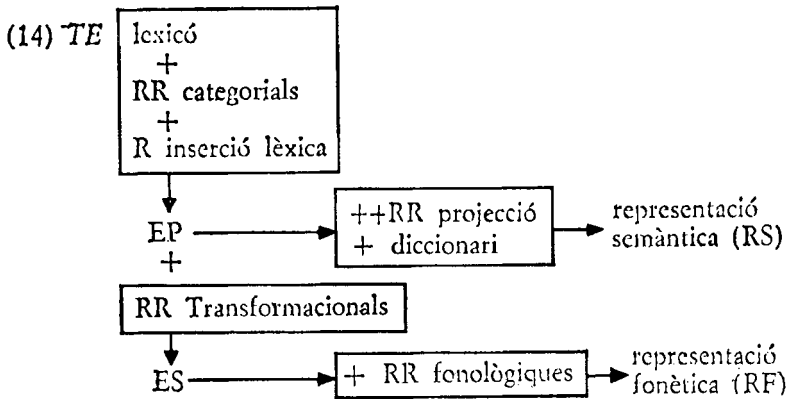 (14) TE lexicó
+
RR categorials
+
R inserció lèxica
EP
++RR projecció
+ diccionari
representació
semàntica (RS)
+
RR Transformacionals
ES
+ RR fonològiques
representació
fonètica (RF)